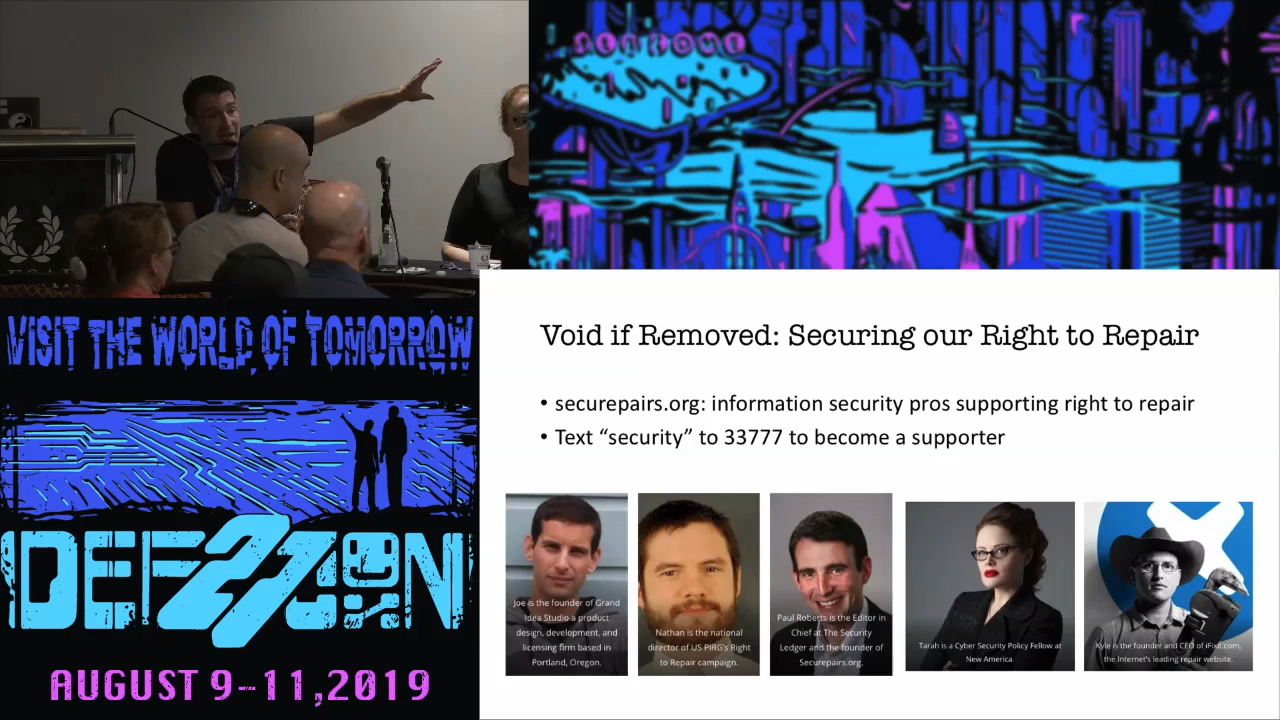 WELCOME
VISIT THE WORLD OF TOMORROW
DEF CON
27
AUGUST 9-11,2019
Void if Removed: Securing our Right to Repair
• securepairs.org: information security pros supporting right to repair
• Text “security” to 33777 to become a supporter
Joe is the founder of Grand
Idea Studio a product
design, development, and
licensing firm based in
Portland, Oregon.
Nathan is the national
director of US PIRG's Right
to Repair campaign.
Paul Roberts is the Editor in
Chief at The Security
Ledger and the founder of
Securepairs.org.
Tarah is a Cyber Security Policy Fellow at
New America.
Kyle is the founder and CEO of iFixit.com,
the Internet's leading repair website.